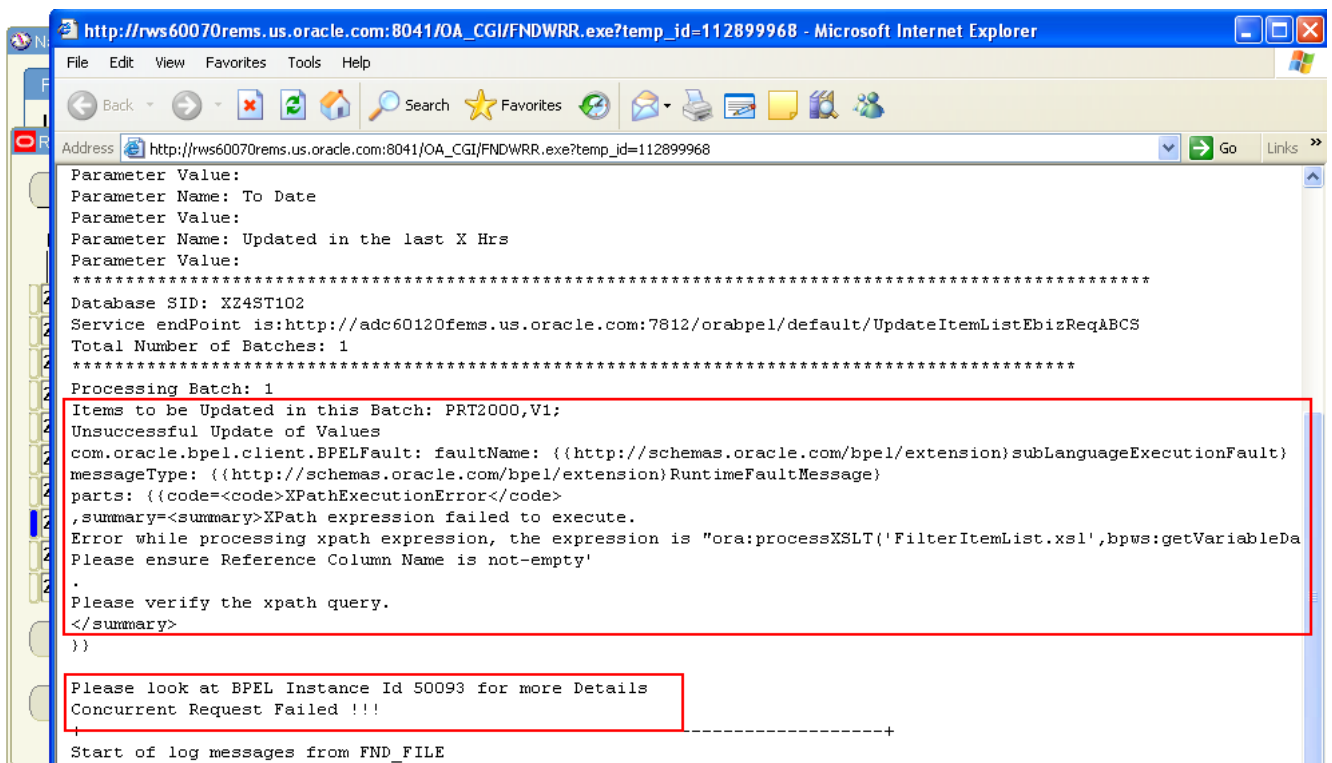 http://rws60070rems.us.oracle.com:8041/OA_CGI/FNDWRR.exe?temp_id=112899968 - Microsoft Internet Explorer
File Edit View Favorites Tools Help
Back Search Favorites
Address http://rws60070rems.us.oracle.com:8041/OA_CGI/FNDWRR.exe?temp_id=112899968 Go Links »
Parameter Value:
Parameter Name: To Date
Parameter Value:
Parameter Name: Updated in the last X Hrs
Parameter Value:
****************************************************************************************************
Database SID: XZ4ST102
Service endPoint is:http://adc60120fems.us.oracle.com:7812/orabpel/default/UpdateItemListEbizReqABCS
Total Number of Batches: 1
*********************************************************************************************
Processing Batch: 1
Items to be Updated in this Batch: PRT2000,V1;
Unsuccessful Update of Values
com.oracle.bpel.client.BPELFault: faultName: {{http://schemas.oracle.com/bpel/extension}subLanguageExecutionFault}
messageType: {{http://schemas.oracle.com/bpel/extension}RuntimeFaultMessage}
parts: {{code=<code>XPathExecutionError</code>
,summary=<summary>XPath expression failed to execute.
Error while processing xpath expression, the expression is "ora:processXSLT('FilterItemList.xsl',bpws:getVariableDa
Please ensure Reference Column Name is not-empty'
.
Please verify the xpath query.
</summary>
}}
Please look at BPEL Instance Id 50093 for more Details
Concurrent Request Failed !!!
+---------------------------------------------------------------------------+
Start of log messages from FND_FILE